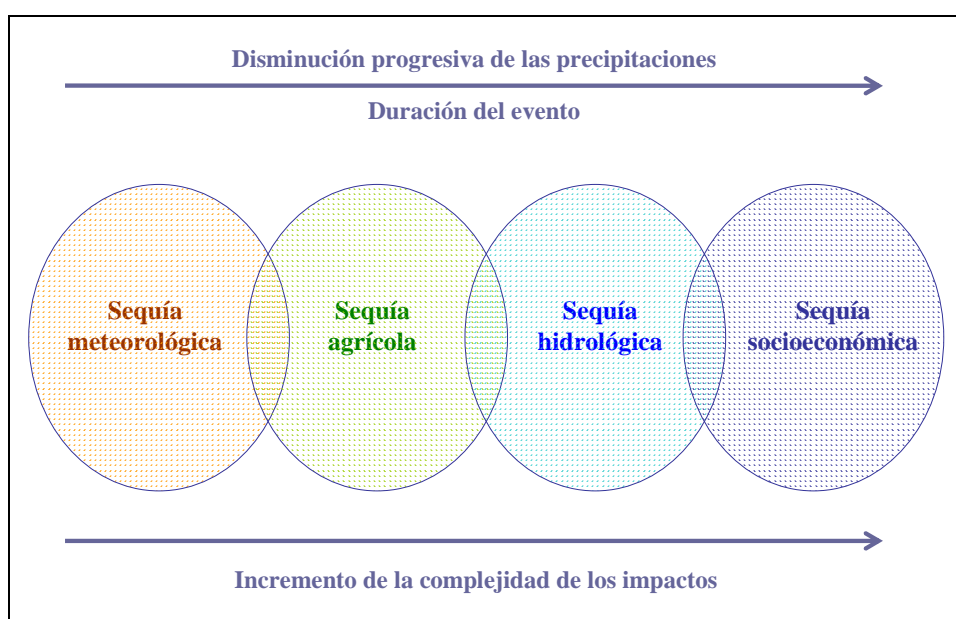 Disminución progresiva de las precipitaciones
Duración del evento
Sequía
meteorológica
Sequía
agrícola
Sequía
hidrológica
Sequía
socioeconómica
Incremento de la complejidad de los impactos